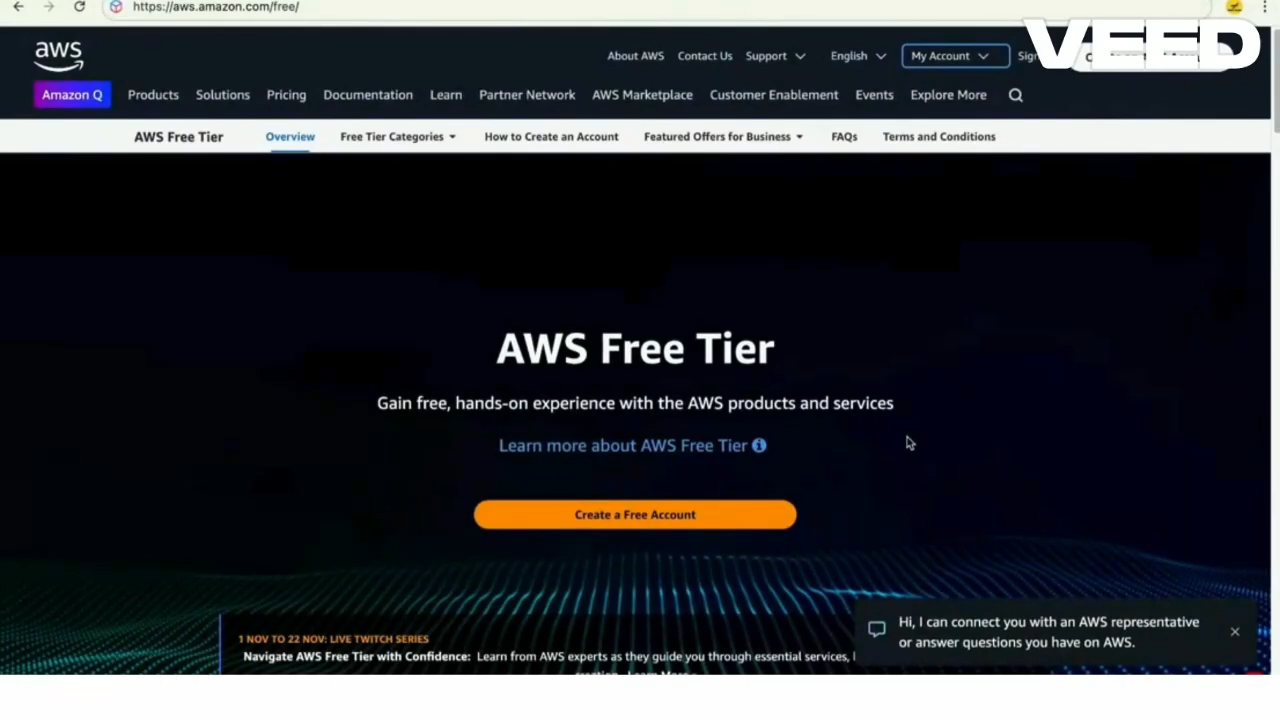 https://aws.amazon.com/free/
VEED
aws
About AWS Contact Us Support English My Account
Amazon Q Products Solutions Pricing Documentation Learn Partner Network AWS Marketplace Customer Enablement Events Explore More
AWS Free Tier Overview Free Tier Categories How to Create an Account Featured Offers for Business FAQs Terms and Conditions
AWS Free Tier
Gain free, hands-on experience with the AWS products and services
Learn more about AWS Free Tier
Create a Free Account
1 NOV TO 22 NOV: LIVE TWITCH SERIES
Navigate AWS Free Tier with Confidence: Learn from AWS experts as they guide you through essential services,
Hi, I can connect you with an AWS representative
or answer questions you have on AWS.